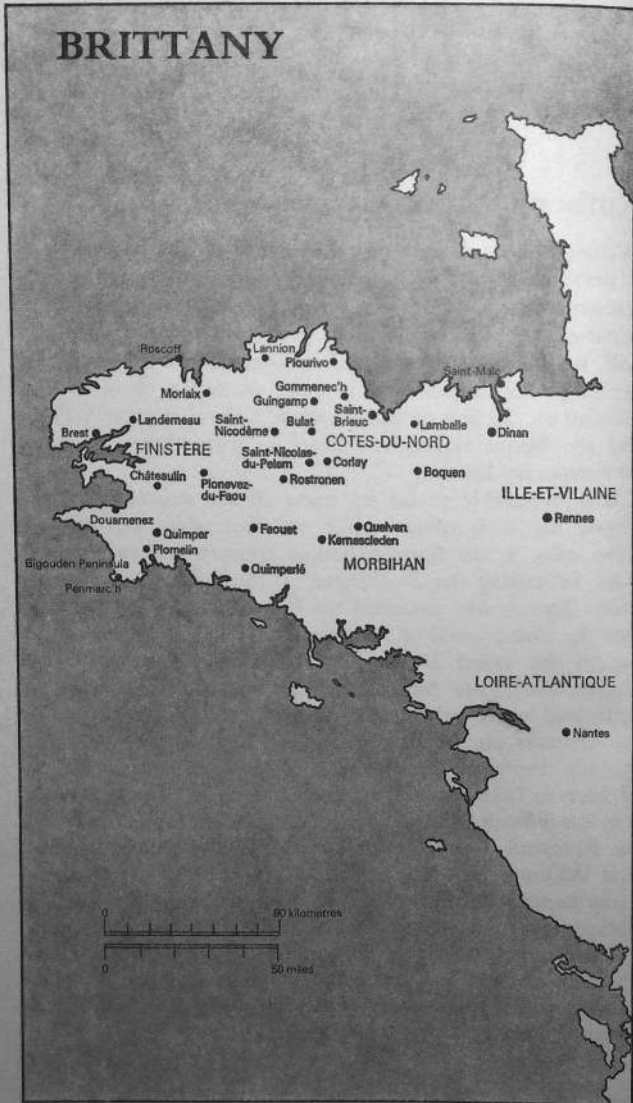 BRITTANY
Roscoff
Lannion
Plourivo
Saint-Malo
Morlaix
Gommenec'h
Guingamp
Landerneau
Saint-
Nicodème
Bulat
Saint-
Brieuc
Lamballe
Dinan
Brest
FINISTÈRE
CÔTES-DU-NORD
Saint-Nicolas-
du-Pelem
Corlay
Boquen
Châteaulin
Plonevez-
du-Faou
Rostronen
ILLE-ET-VILAINE
Rennes
Douarnenez
Quimper
Faouet
Quelven
Kernascleden
Plomelin
Bigouden Peninsula
MORBIHAN
Quimperlé
Penmarc'h
LOIRE-ATLANTIQUE
Nantes
0 80 kilometres
0 50 miles